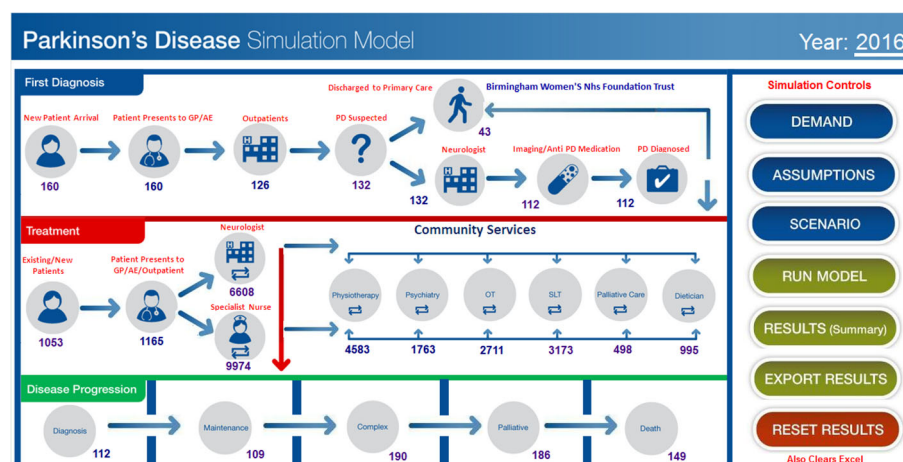 Parkinson's Disease Simulation Model
Year: 2016
First Diagnosis
Discharged to Primary Care
Birmingham Women'S Nhs Foundation Trust
New Patient Arrival
Patient Presents to GP/AE
Outpatients
PD Suspected
43
Neurologist
Imaging/Anti PD Medication
PD Diagnosed
H
?
H
160
160
126
132
132
112
112
Treatment
Neurologist
Community Services
Existing/New
Patients
Patient Presents to
GP/AE/Outpatient
H
6608
Specialist Nurse
Physiotherapy
Psychiatry
OT
SLT
Palliative Care
Dietician
1053
1165
9974
4583
1763
2711
3173
498
995
Disease Progression
Diagnosis
Maintenance
Complex
Palliative
Death
112
109
190
186
149
Simulation Controls
DEMAND
ASSUMPTIONS
SCENARIO
RUN MODEL
RESULTS (Summary)
EXPORT RESULTS
RESET RESULTS
Also Clears Excel